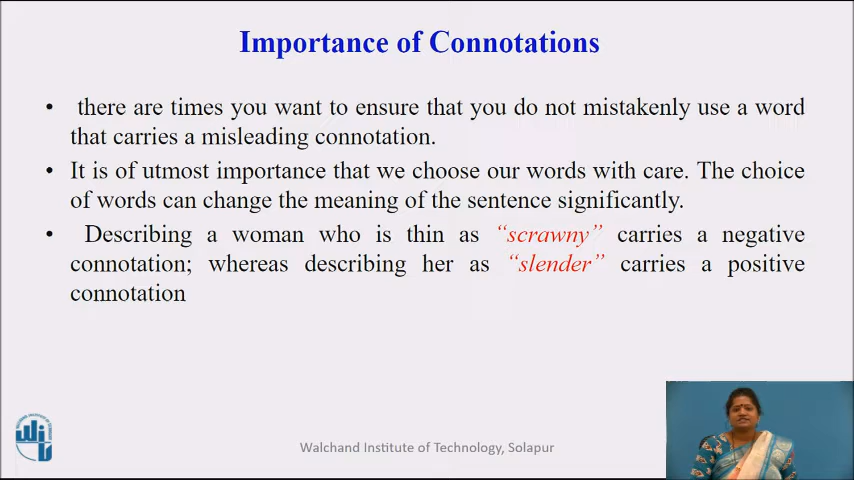 Importance of Connotations
• there are times you want to ensure that you do not mistakenly use a word
that carries a misleading connotation.
• It is of utmost importance that we choose our words with care. The choice
of words can change the meaning of the sentence significantly.
• Describing a woman who is thin as “scrawny” carries a negative
connotation; whereas describing her as “slender” carries a positive
connotation
Walchand Institute of Technology, Solapur